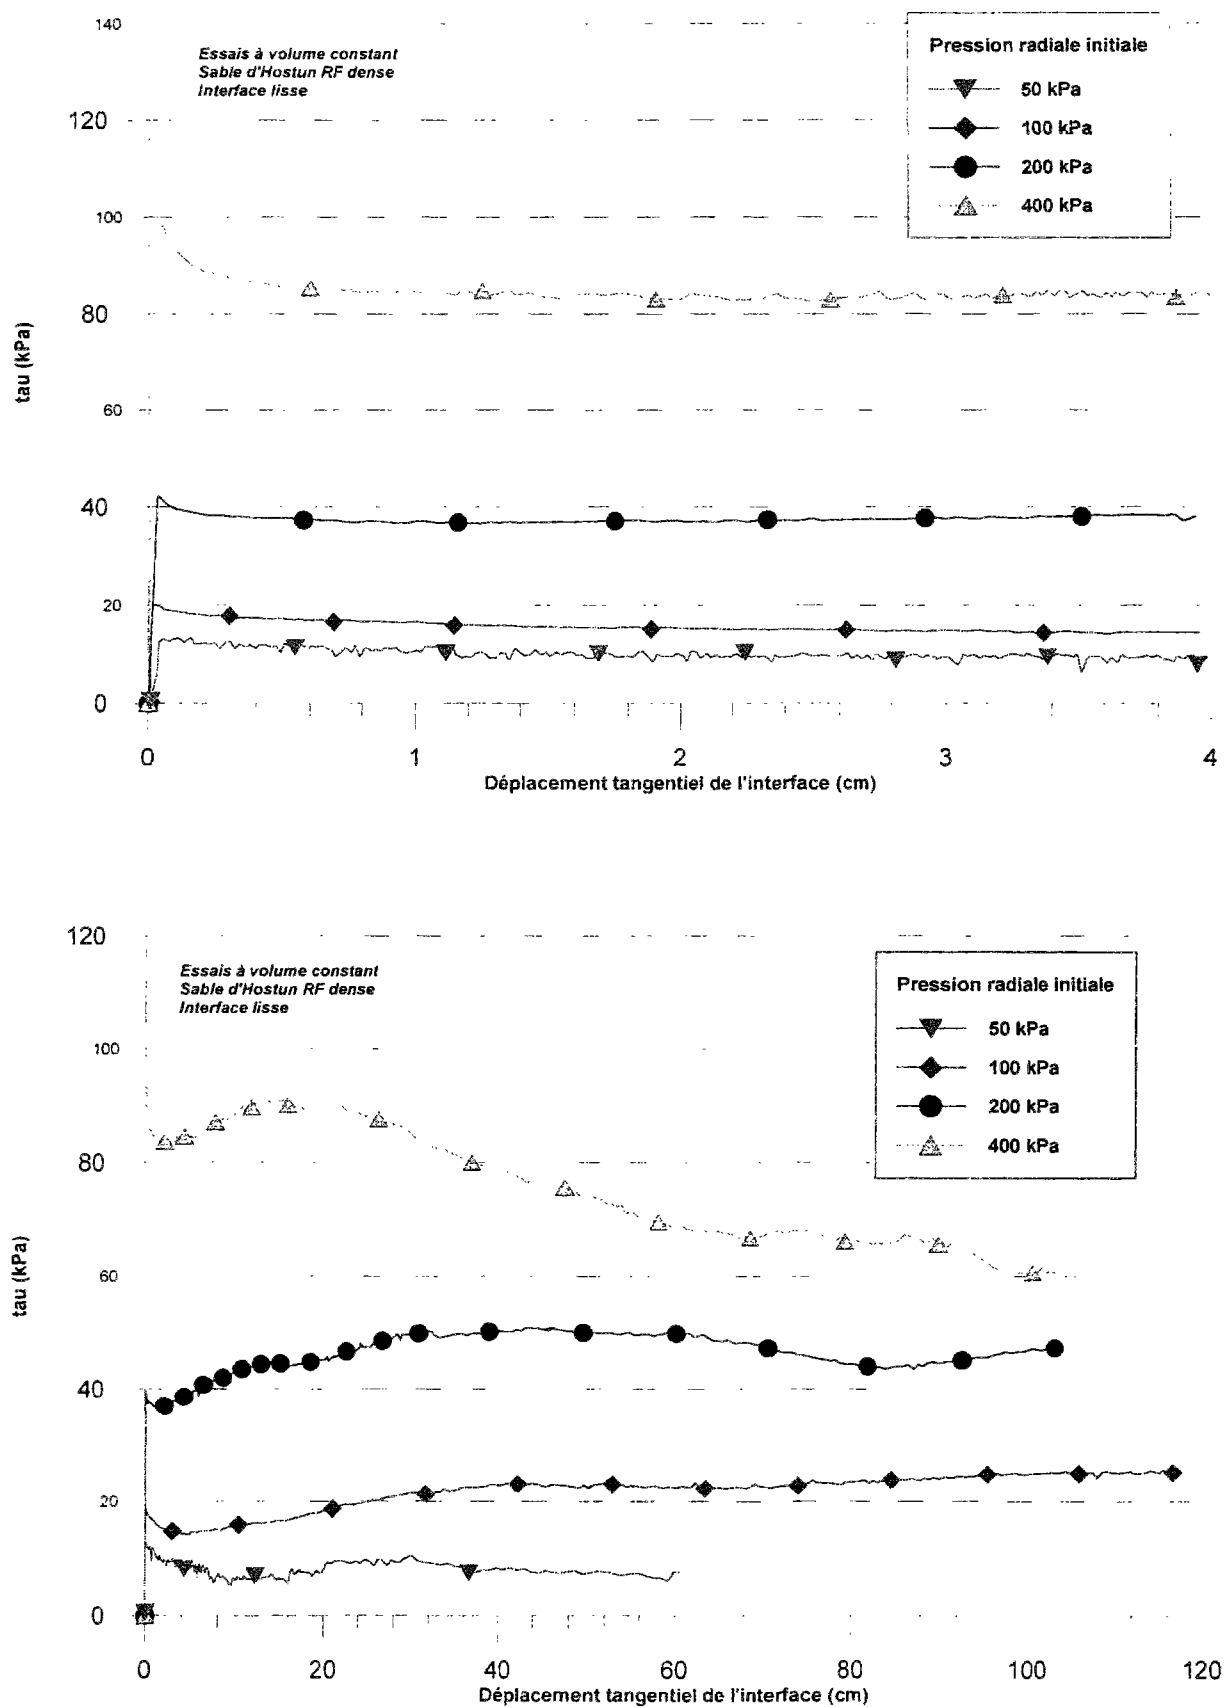 140
Essais à volume constant
Sable d'Hostun RF dense
Interface lisse
Pression radiale initiale
50 kPa
100 kPa
200 kPa
400 kPa
120
100
80
60
40
20
0
tau (kPa)
0 1 2 3 4
Déplacement tangentiel de l'interface (cm)
120
Essais à volume constant
Sable d'Hostun RF dense
Interface lisse
Pression radiale initiale
50 kPa
100 kPa
200 kPa
400 kPa
100
80
60
40
20
0
tau (kPa)
0 20 40 60 80 100 120
Déplacement tangentiel de l'interface (cm)